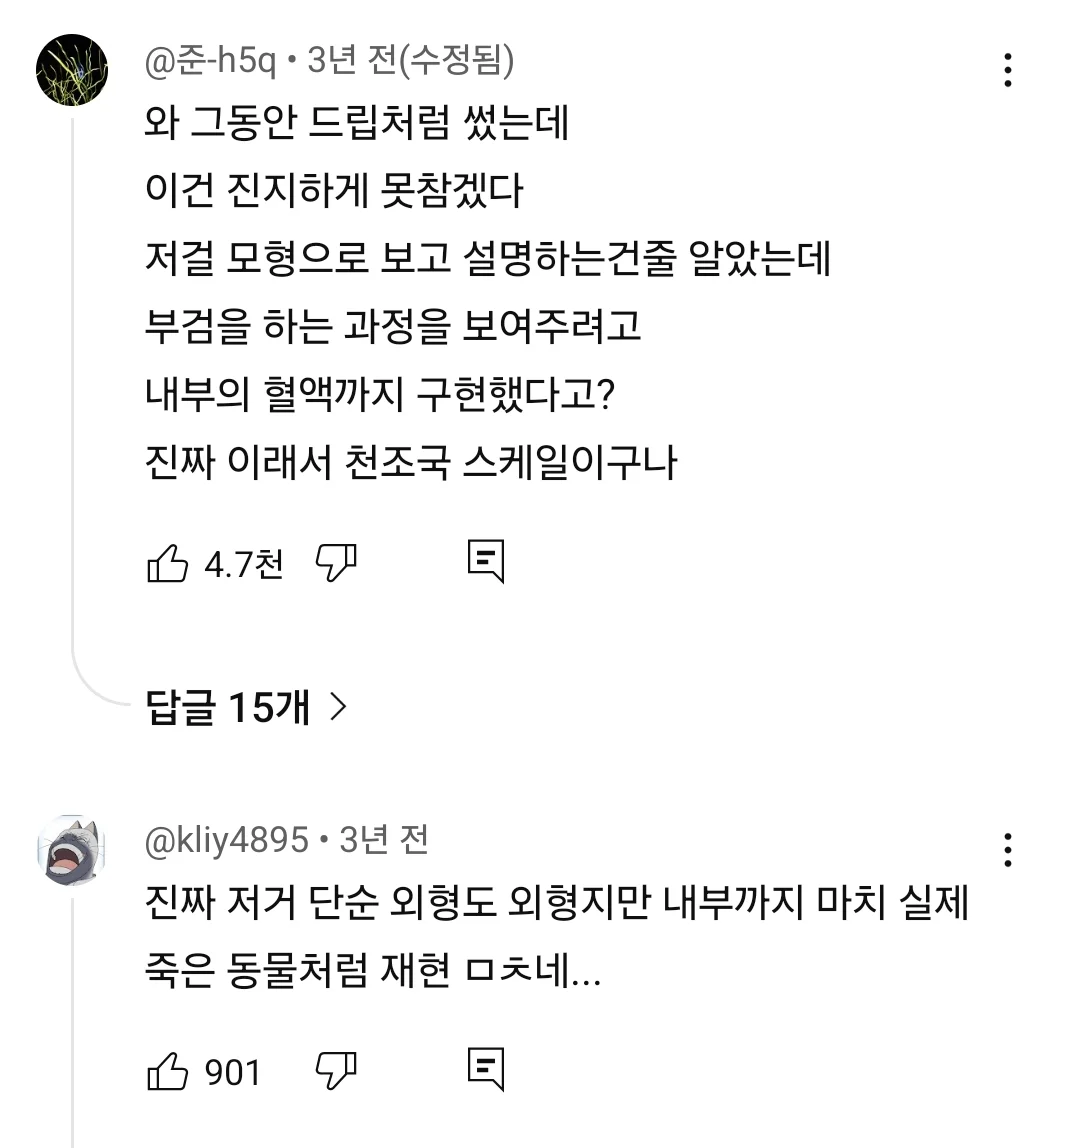 @준-h5q • 3년 전(수정됨)
와 그동안 드립처럼 썼는데
이건 진지하게 못참겠다
저걸 모형으로 보고 설명하는건줄 알았는데
부검을 하는 과정을 보여주려고
내부의 혈액까지 구현했다고?
진짜 이래서 천조국 스케일이구나
4.7천
답글 15개
@kliy4895 • 3년 전
진짜 저거 단순 외형도 외형지만 내부까지 마치 실제
죽은 동물처럼 재현 ㅁㅊ네...
901